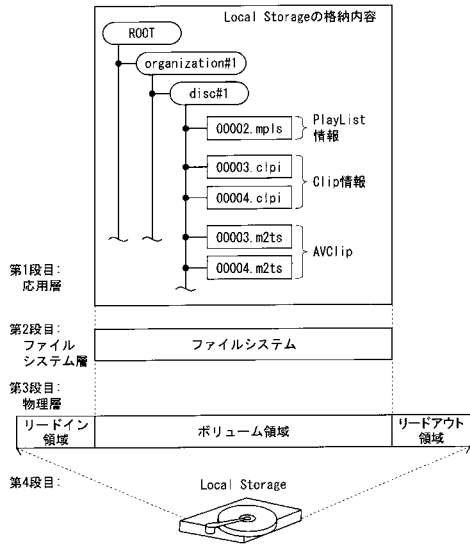 Local Storageの格納内容
ROOT
organization#1
disc#1
00002.mpls
PlayList
情報
00003.clpi
00004.clpi
Clip情報
00003.m2ts
00004.m2ts
AVClip
第1段目:
応用層
第2段目:
ファイル
システム層
ファイルシステム
第3段目:
物理層
リードイン
領域
ボリューム領域
リードアウト
領域
第4段目:
Local Storage